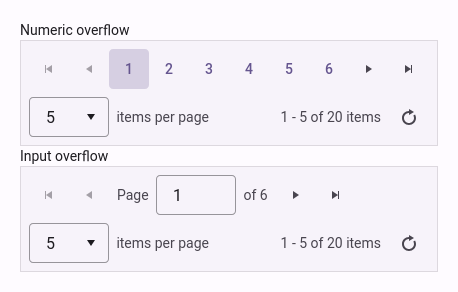 Numeric overflow
1 2 3 4 5 6
5 items per page 1 - 5 of 20 items
Input overflow
Page 1 of 6
5 items per page 1 - 5 of 20 items